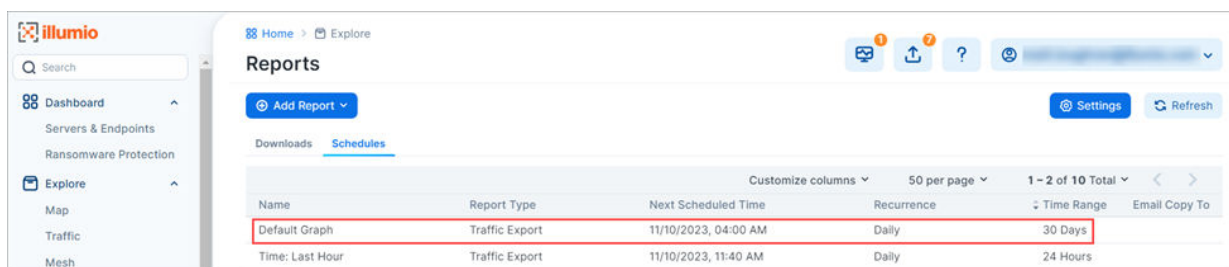 illumio
Search
Dashboard
Servers & Endpoints
Ransomware Protection
Explore
Map
Traffic
Mesh
Home > Explore
Reports
1
7
?
Add Report
Settings
Refresh
Downloads Schedules
Customize columns 50 per page 1 – 2 of 10 Total
Name Report Type Next Scheduled Time Recurrence Time Range Email Copy To
Default Graph Traffic Export 11/10/2023, 04:00 AM Daily 30 Days
Time: Last Hour Traffic Export 11/10/2023, 11:40 AM Daily 24 Hours